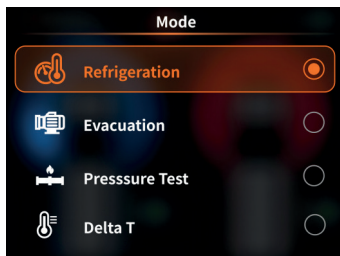 Mode
Refrigeration
Evacuation
Presssure Test
Delta T